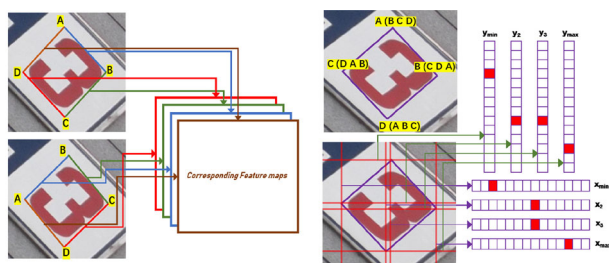 A
B
C
D
B
A
C
D
Corresponding Feature maps
A (B C D)
C (D A B)
B (C D A)
D (A B C)
ymin
y2
y3
ymax
xmin
x2
x3
xmax